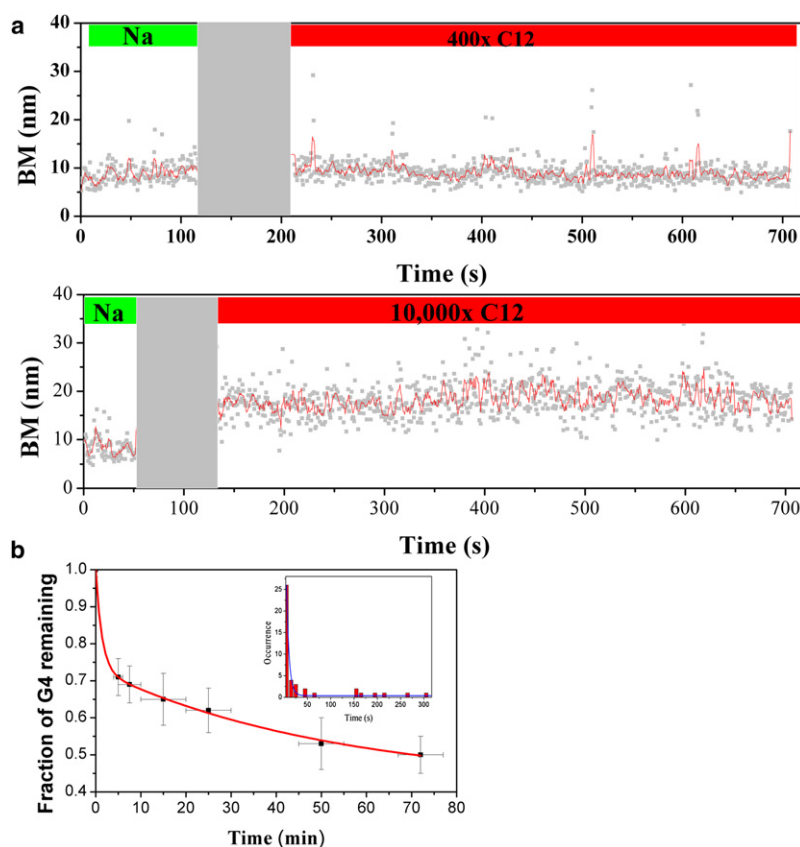 a
40
30
20
10
0
BM (nm)
Na
400x C12
0 100 200 300 400 500 600 700
Time (s)
40
30
20
10
0
BM (nm)
Na
10,000x C12
0 100 200 300 400 500 600 700
Time (s)
b
1.0
0.9
0.8
0.7
0.6
0.5
0.4
Fraction of G4 remaining
25
20
15
10
5
0
Occurrence
50 100 150 200 250 300
Time (s)
0 10 20 30 40 50 60 70 80
Time (min)